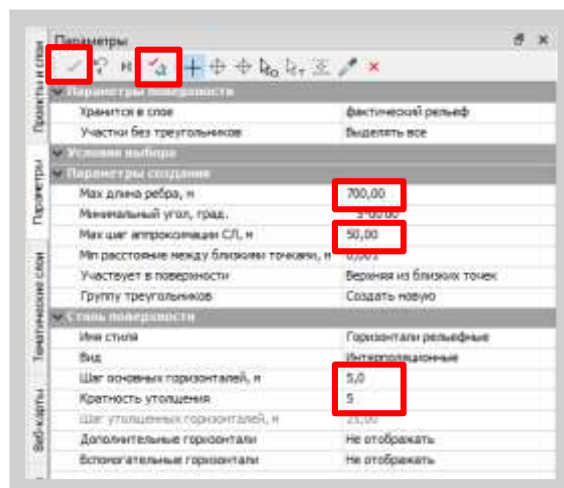 Параметры
Проекты и слои
Параметры
Тематические слои
Веб-карты
Параметры поверхности
Хранится в слое фактический рельеф
Участки без треугольников Выделять все
Условия выбора
Параметры создания
Max длина ребра, м 700,00
Минимальный угол, град.
Max шаг аппроксимации СЛ, м 50,00
Min расстояние между близкими точками, м 0,001
Участвует в поверхности Верхняя из близких точек
Группу треугольников Создать новую
Стиль поверхности
Имя стиля Горизонтали рельефные
Вид Интерполяционные
Шаг основных горизонталей, м 5,0
Кратность утолщения 5
Шаг утолщенных горизонталей, м 25,00
Дополнительные горизонтали Не отображать
Вспомогательные горизонтали Не отображать